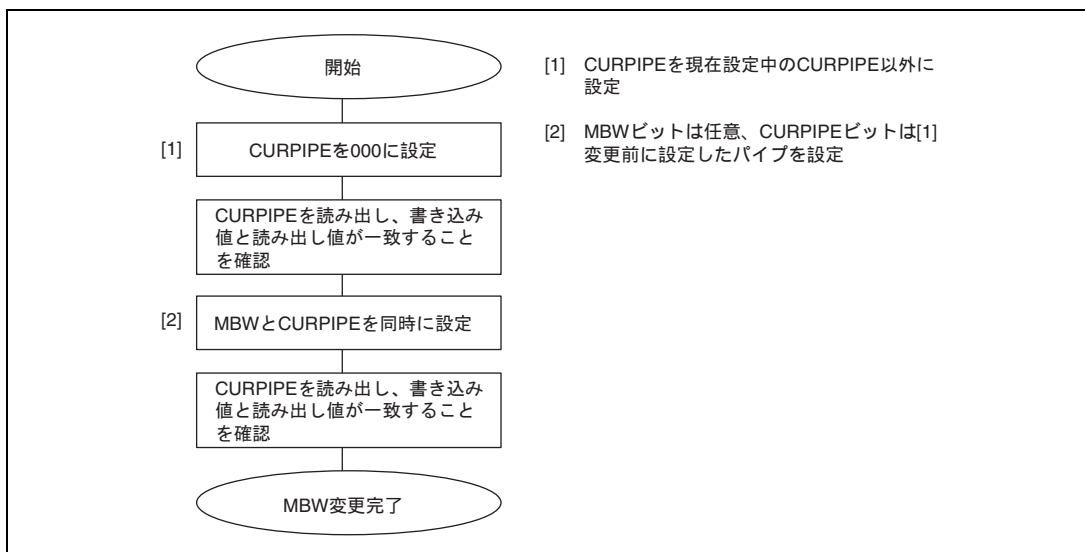 開始
[1] CURPIPEを000に設定
CURPIPEを読み出し、書き込み
値と読み出し値が一致すること
を確認
[2] MBWとCURPIPEを同時に設定
CURPIPEを読み出し、書き込み
値と読み出し値が一致すること
を確認
MBW変更完了
[1] CURPIPEを現在設定中のCURPIPE以外に
設定
[2] MBWビットは任意、CURPIPEビットは[1]
変更前に設定したパイプを設定